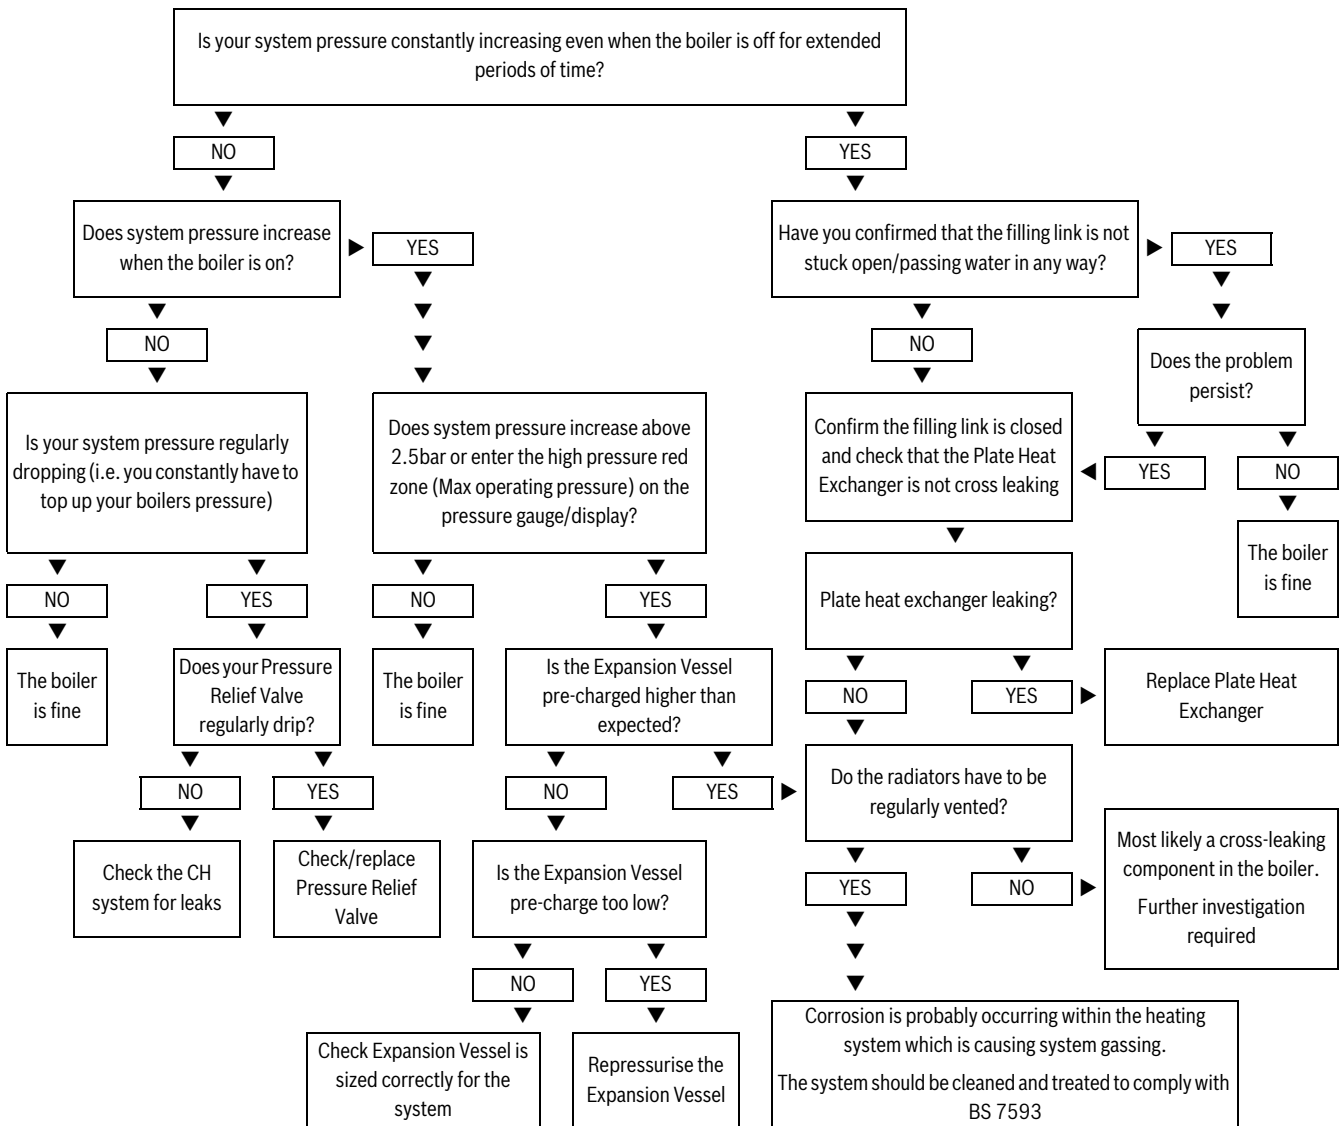 Is your system pressure constantly increasing even when the boiler is off for extended
periods of time?
NO
YES
Does system pressure increase
when the boiler is on?
YES
Have you confirmed that the filling link is not
stuck open/passing water in any way?
YES
NO
NO
Does the problem
persist?
Is your system pressure regularly
dropping (i.e. you constantly have to
top up your boilers pressure)
Does system pressure increase above
2.5bar or enter the high pressure red
zone (Max operating pressure) on the
pressure gauge/display?
Confirm the filling link is closed
and check that the Plate Heat
Exchanger is not cross leaking
YES
NO
The boiler
is fine
NO
YES
NO
YES
Plate heat exchanger leaking?
The boiler
is fine
Does your Pressure
Relief Valve
regularly drip?
The boiler
is fine
Is the Expansion Vessel
pre-charged higher than
expected?
NO
YES
Replace Plate Heat
Exchanger
NO
YES
NO
YES
Do the radiators have to be
regularly vented?
Check the CH
system for leaks
Check/replace
Pressure Relief
Valve
Is the Expansion Vessel
pre-charge too low?
YES
NO
Most likely a cross-leaking
component in the boiler.
Further investigation
required
NO
YES
Check Expansion Vessel is
sized correctly for the
system
Repressurise the
Expansion Vessel
Corrosion is probably occurring within the heating
system which is causing system gassing.
The system should be cleaned and treated to comply with
BS 7593